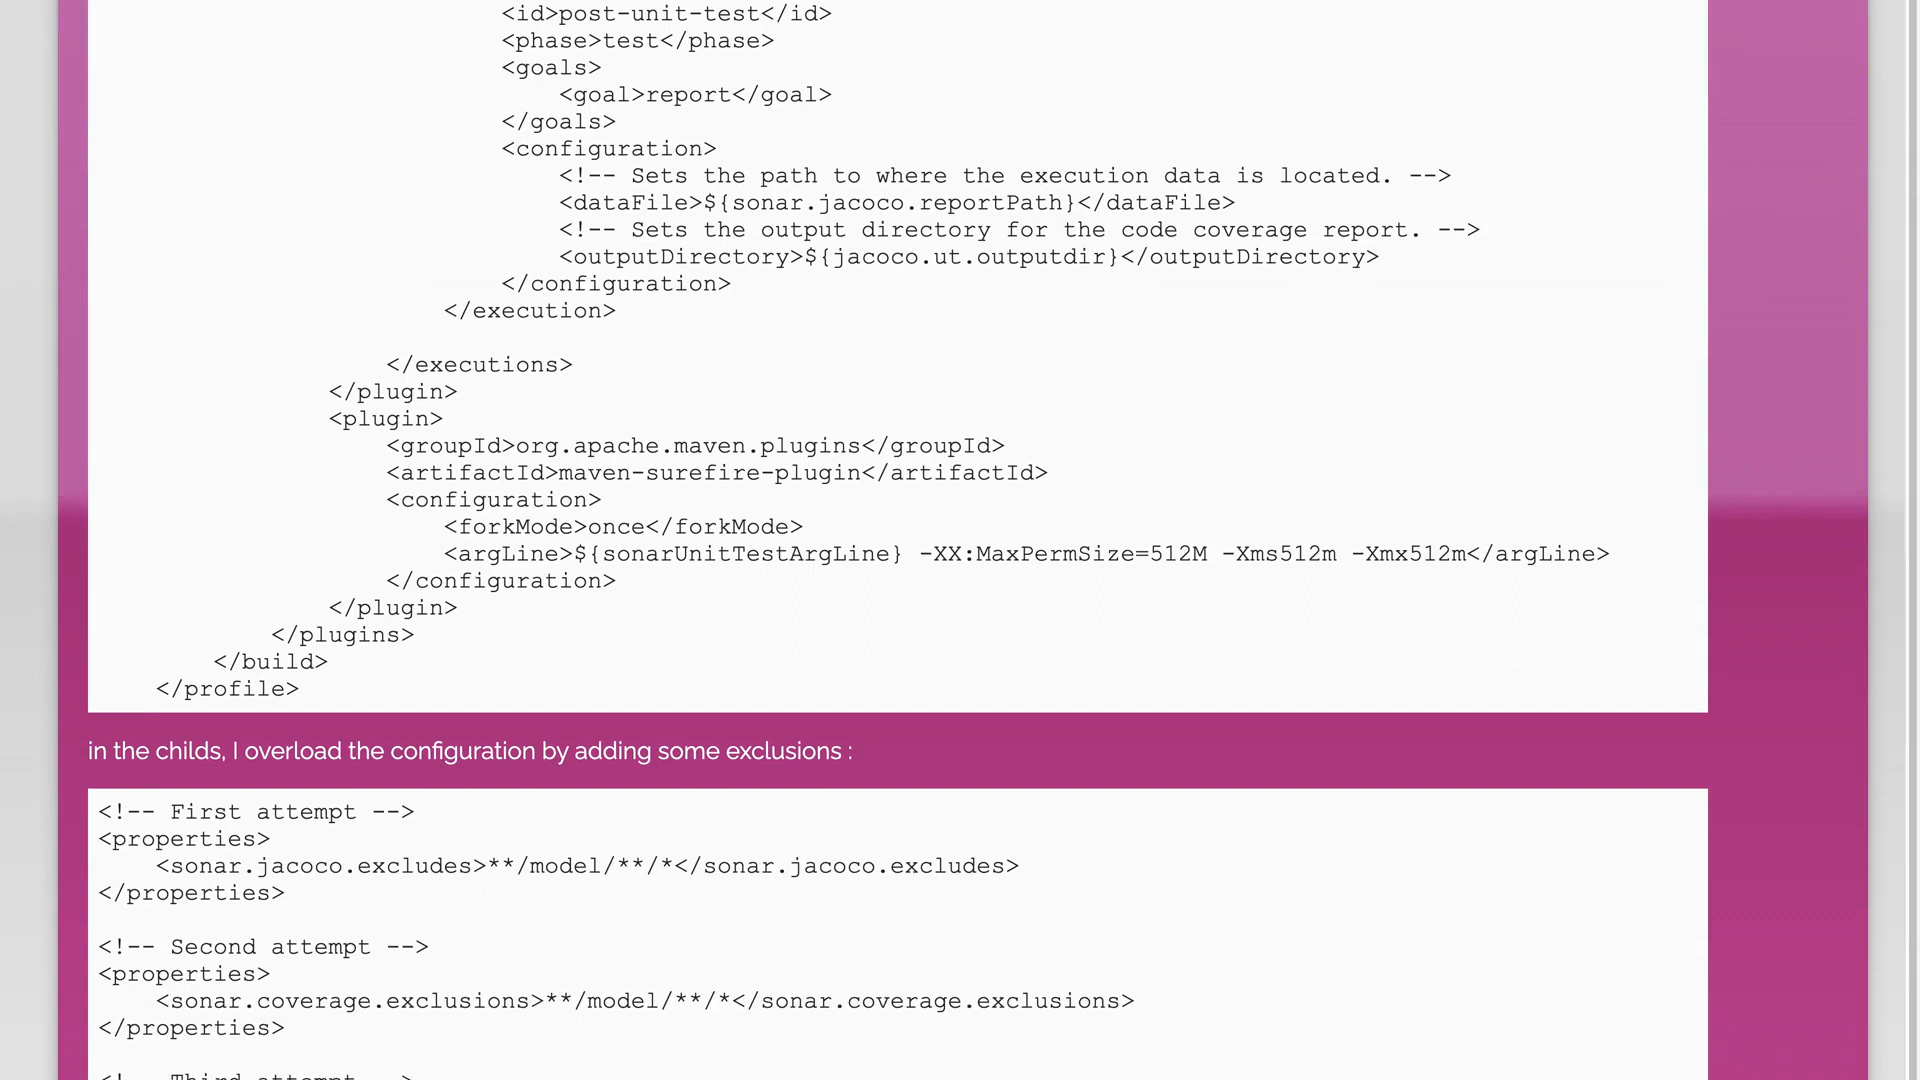 <id>post-unit-test</id>
<phase>test</phase>
<goals>
<goal>report</goal>
</goals>
<configuration>
<!-- Sets the path to where the execution data is located. -->
<dataFile>${sonar.jacoco.reportPath}</dataFile>
<!-- Sets the output directory for the code coverage report. -->
<outputDirectory>${jacoco.ut.outputdir}</outputDirectory>
</configuration>
</execution>
</executions>
</plugin>
<plugin>
<groupId>org.apache.maven.plugins</groupId>
<artifactId>maven-surefire-plugin</artifactId>
<configuration>
<forkMode>once</forkMode>
<argLine>${sonarUnitTestArgLine} -XX:MaxPermSize=512M -Xms512m -Xmx512m</argLine>
</configuration>
</plugin>
</plugins>
</build>
</profile>
in the childs, I overload the configuration by adding some exclusions :
<!-- First attempt -->
<properties>
<sonar.jacoco.excludes>**/model/**/*</sonar.jacoco.excludes>
</properties>
<!-- Second attempt -->
<properties>
<sonar.coverage.exclusions>**/model/**/*</sonar.coverage.exclusions>
</properties>
<!-- Third attempt -->